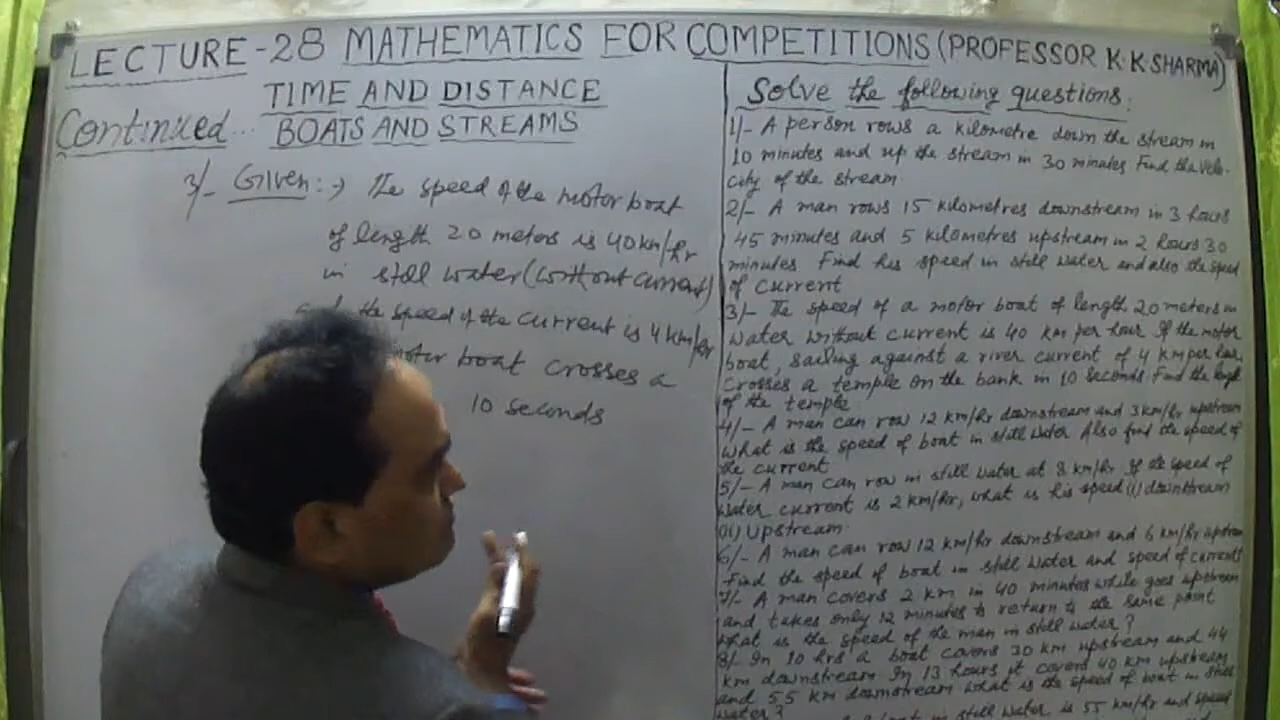 LECTURE-28 MATHEMATICS FOR COMPETITIONS (PROFESSOR K.K SHARMA)
TIME AND DISTANCE
Continued... BOATS AND STREAMS
3/- Given:→ The speed of the motor boat
of length 20 meters is 40km/hr
in still water (without current)
the speed of the current is 4 km/hr
motor boat crosses a
10 seconds
Solve the following questions:
1/- A person rows a kilometre down the stream in
10 minutes and up the stream in 30 minutes Find the velo-
city of the stream
2/- A man rows 15 kilometres downstream in 3 hours
45 minutes and 5 kilometres upstream in 2 hours 30
minutes Find his speed in still water and also the speed
of current
3/- The speed of a motor boat of length 20 meters in
water without current is 40 km per hour If the motor
boat, sailing against a river current of 4 km per hour,
crosses a temple on the bank in 10 seconds Find the length
of the temple
4/- A man can row 12 km/hr downstream and 3 km/hr upstream
What is the speed of boat in still water Also find the speed of
the current
5/- A man can row in still water at 8 km/hr If the speed of
water current is 2 km/hr, what is his speed (i) downstream
(ii) Upstream
6/- A man can row 12 km/hr downstream and 6 km/hr upstream
Find the speed of boat in still water and speed of current
7/- A man covers 2 km in 40 minutes while goes upstream
and takes only 12 minutes to return to the same point
What is the speed of the man in still water?
8/- In 10 hrs a boat covers 30 km upstream and 44
km downstream In 13 hours it covers 40 km upstream
and 55 km downstream What is the speed of boat in still
water?
boat in still water is 55 km/hr and speed